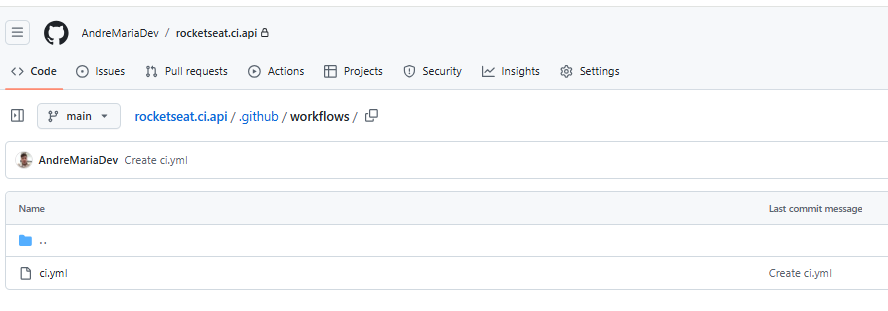 AndreMariaDev / rocketseat.ci.api
Code Issues Pull requests Actions Projects Security Insights Settings
main rocketseat.ci.api / .github / workflows /
AndreMariaDev Create ci.yml
Name Last commit message
..
ci.yml Create ci.yml